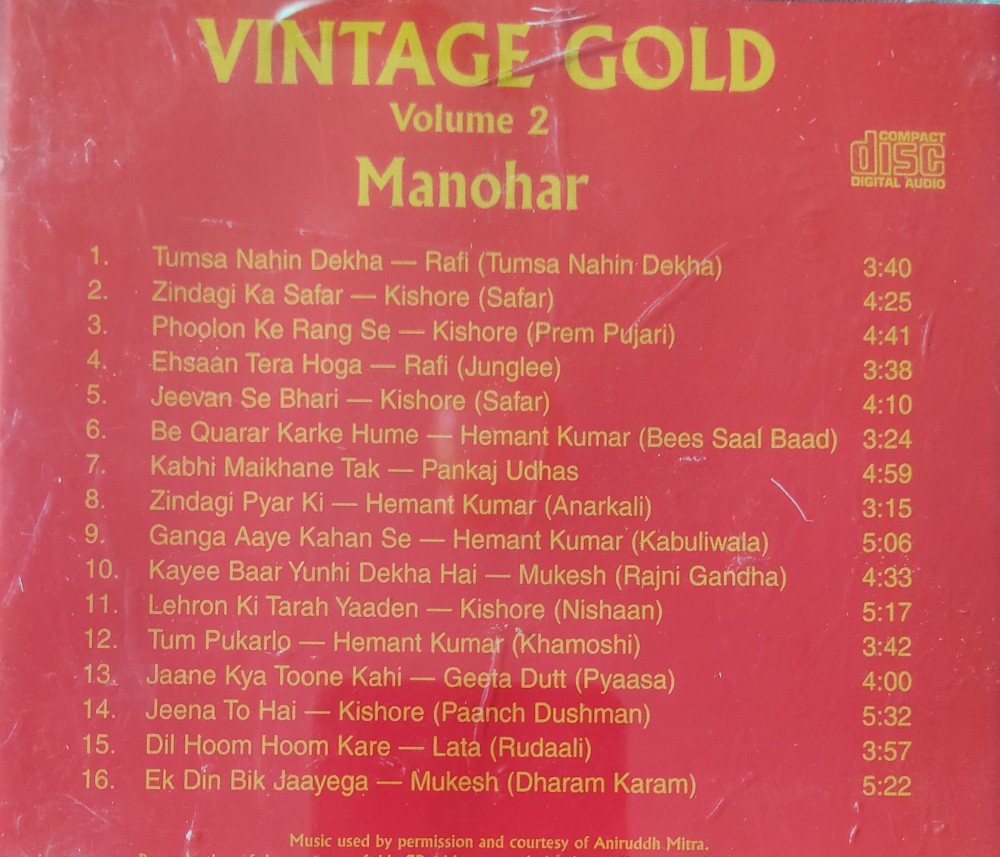 VINTAGE GOLD
Volume 2
Manohar
COMPACT
disc
DIGITAL AUDIO
1. Tumsa Nahin Dekha — Rafi (Tumsa Nahin Dekha) 3:40
2. Zindagi Ka Safar — Kishore (Safar) 4:25
3. Phoolon Ke Rang Se — Kishore (Prem Pujari) 4:41
4. Ehsaan Tera Hoga — Rafi (Junglee) 3:38
5. Jeevan Se Bhari — Kishore (Safar) 4:10
6. Be Quarar Karke Hume — Hemant Kumar (Bees Saal Baad) 3:24
7. Kabhi Maikhane Tak — Pankaj Udhas 4:59
8. Zindagi Pyar Ki — Hemant Kumar (Anarkali) 3:15
9. Ganga Aaye Kahan Se — Hemant Kumar (Kabuliwala) 5:06
10. Kayee Baar Yunhi Dekha Hai — Mukesh (Rajni Gandha) 4:33
11. Lehron Ki Tarah Yaaden — Kishore (Nishaan) 5:17
12. Tum Pukarlo — Hemant Kumar (Khamoshi) 3:42
13. Jaane Kya Toone Kahi — Geeta Dutt (Pyaasa) 4:00
14. Jeena To Hai — Kishore (Paanch Dushman) 5:32
15. Dil Hoom Hoom Kare — Lata (Rudaali) 3:57
16. Ek Din Bik Jaayega — Mukesh (Dharam Karam) 5:22
Music used by permission and courtesy of Aniruddh Mitra.